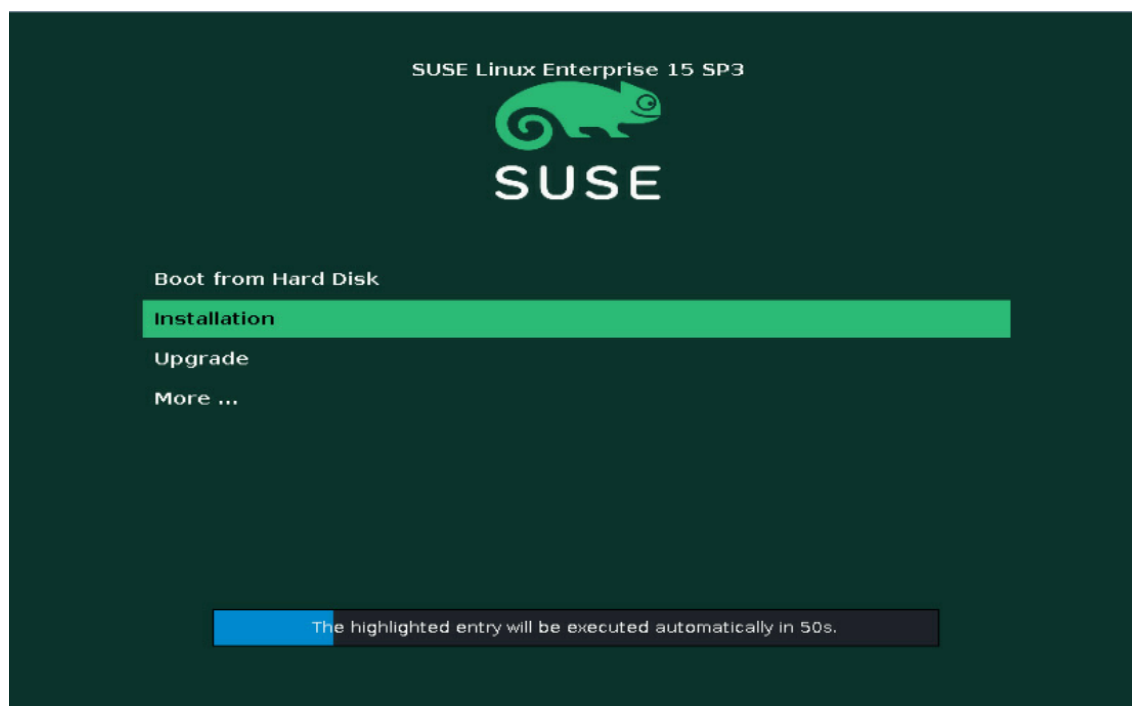 SUSE Linux Enterprise 15 SP3
SUSE
Boot from Hard Disk
Installation
Upgrade
More ...
The highlighted entry will be executed automatically in 50s.